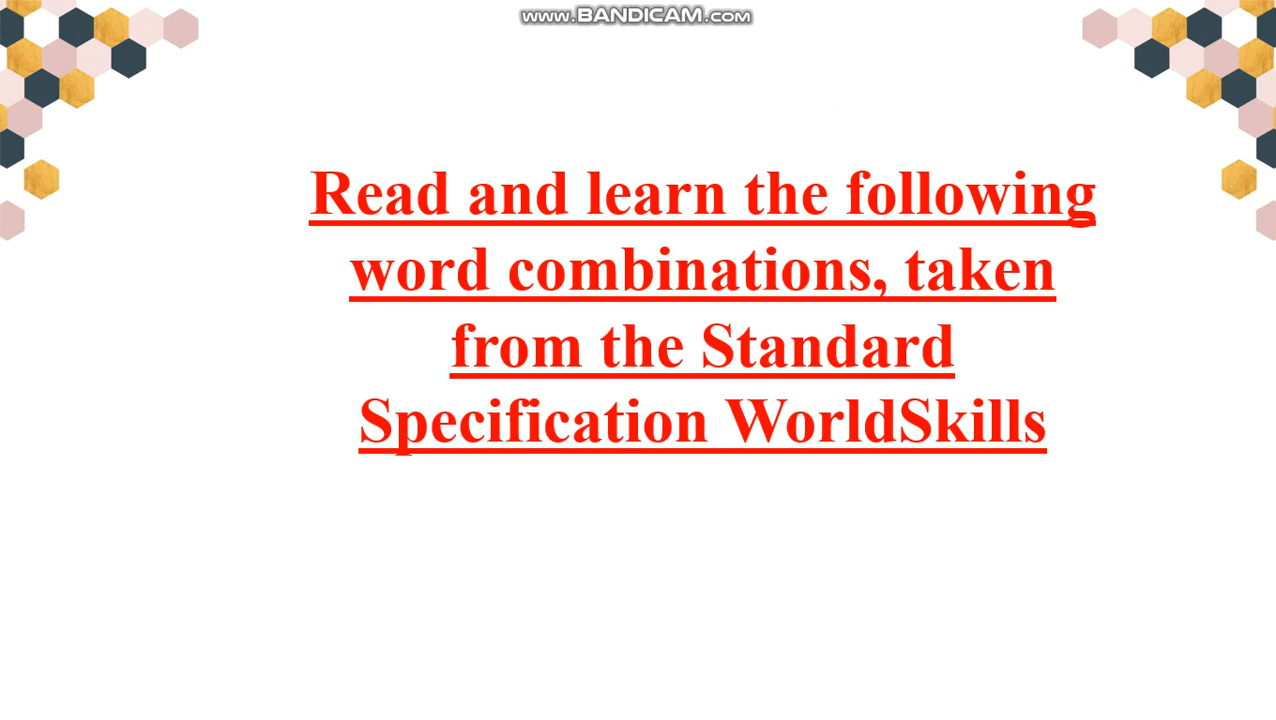 www.BANDICAM.com
Read and learn the following
word combinations, taken
from the Standard
Specification WorldSkills